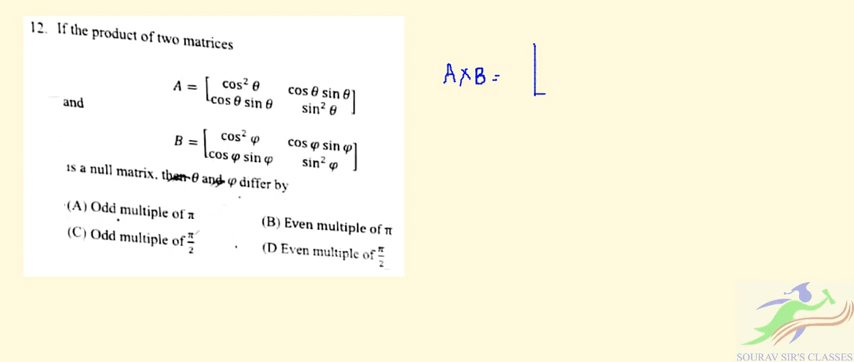 12. If the product of two matrices
A = [ cos² θ cos θ sin θ ]
[ cos θ sin θ sin² θ ]
and
B = [ cos² φ cos φ sin φ ]
[ cos φ sin φ sin² φ ]
is a null matrix, then θ and φ differ by
(A) Odd multiple of π
(B) Even multiple of π
(C) Odd multiple of π/2
(D Even multiple of π/2
A×B = [
SOURAV SIR'S CLASSES